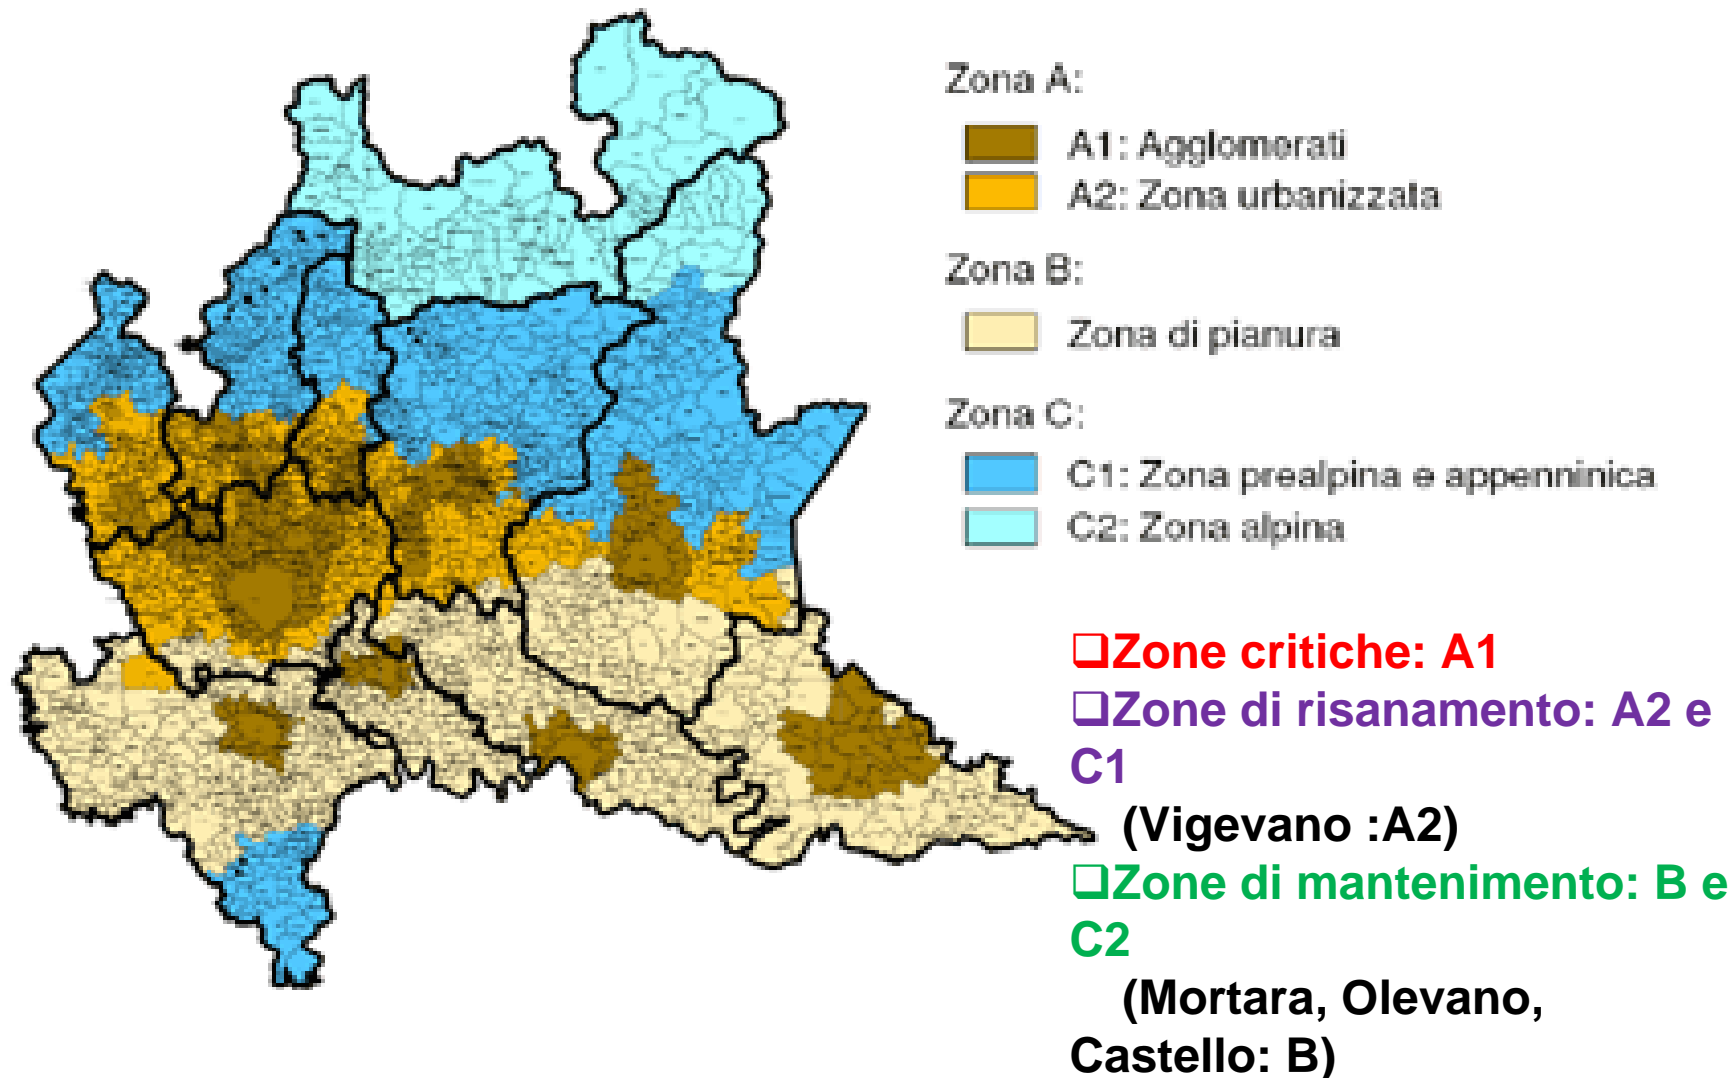 Zona A:
A1: Agglomerati
A2: Zona urbanizzata
Zona B:
Zona di pianura
Zona C:
C1: Zona prealpina e appenninica
C2: Zona alpina
❑Zone critiche: A1
❑Zone di risanamento: A2 e
C1
(Vigevano :A2)
❑Zone di mantenimento: B e
C2
(Mortara, Olevano,
Castello: B)